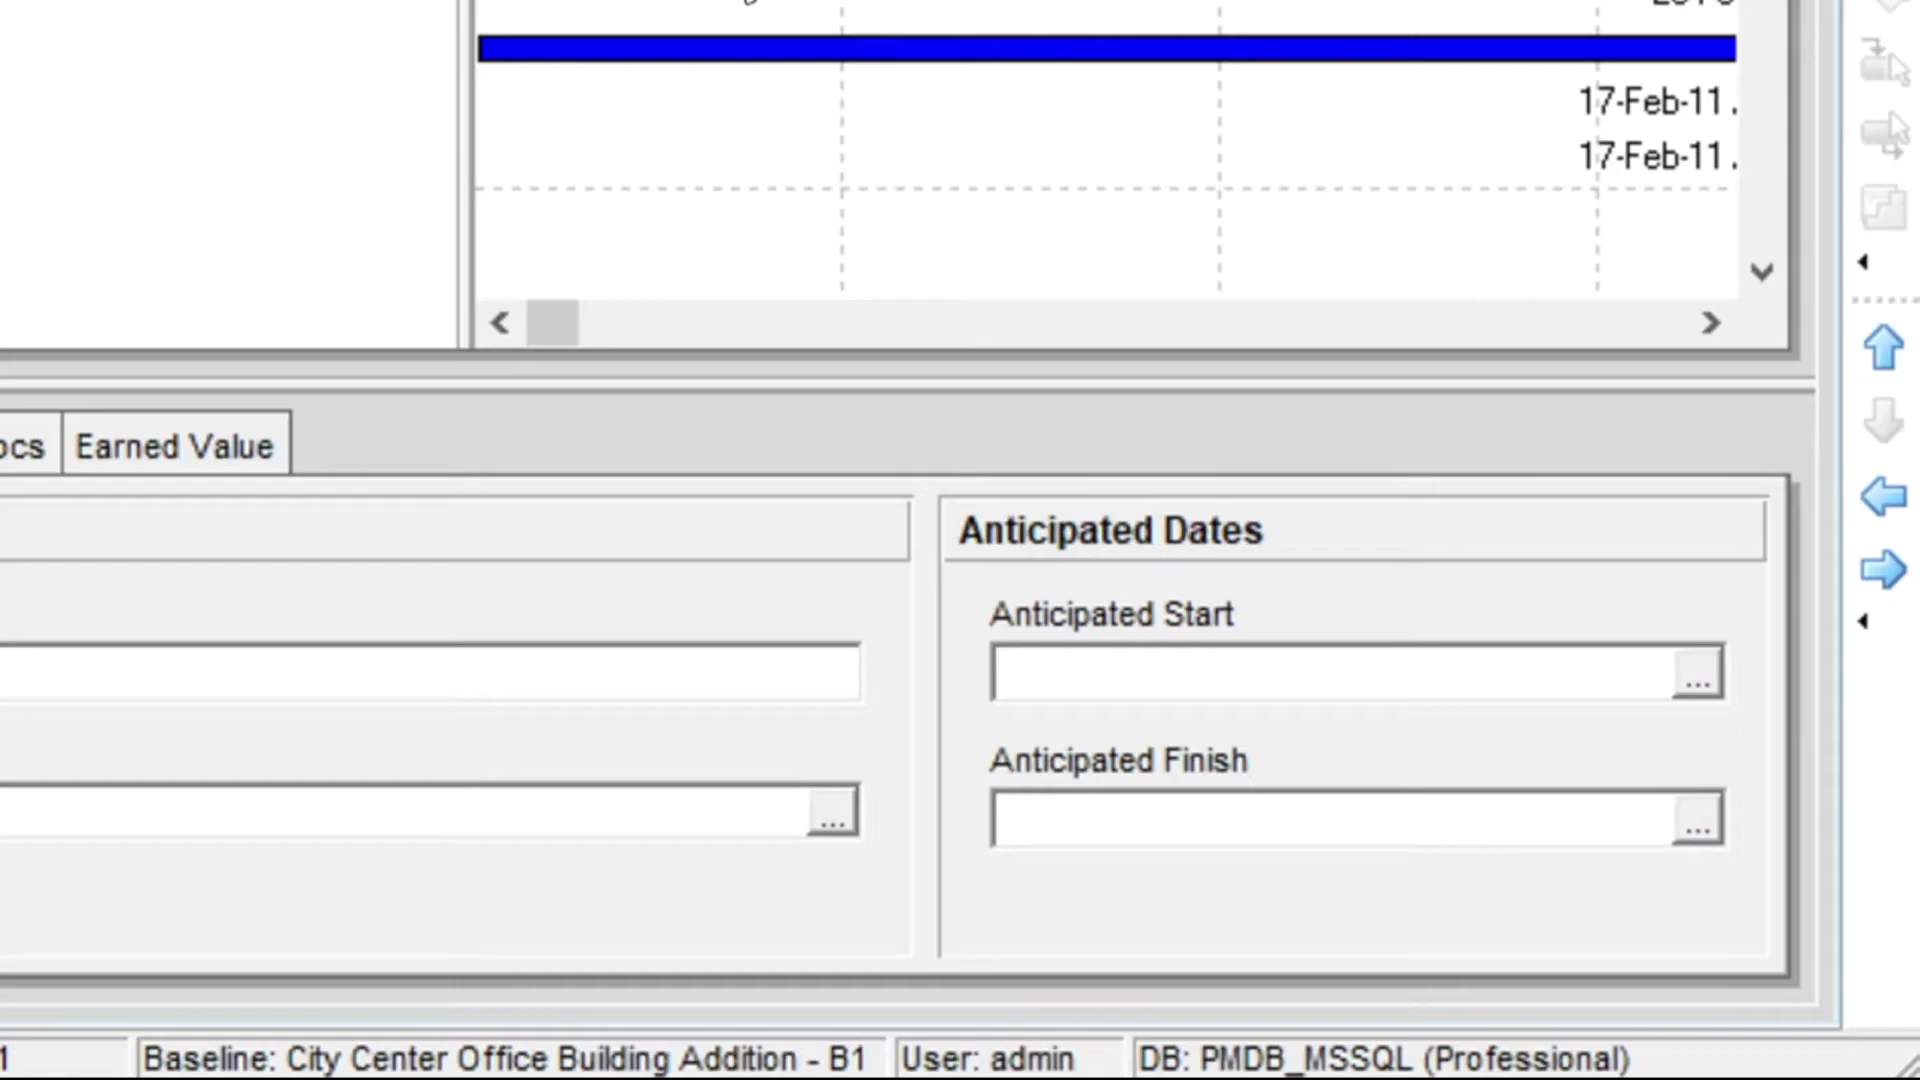 17-Feb-11 .
17-Feb-11 .
Earned Value
Anticipated Dates
Anticipated Start
...
Anticipated Finish
...
...
1
Baseline: City Center Office Building Addition - B1
User: admin
DB: PMDB_MSSQL (Professional)